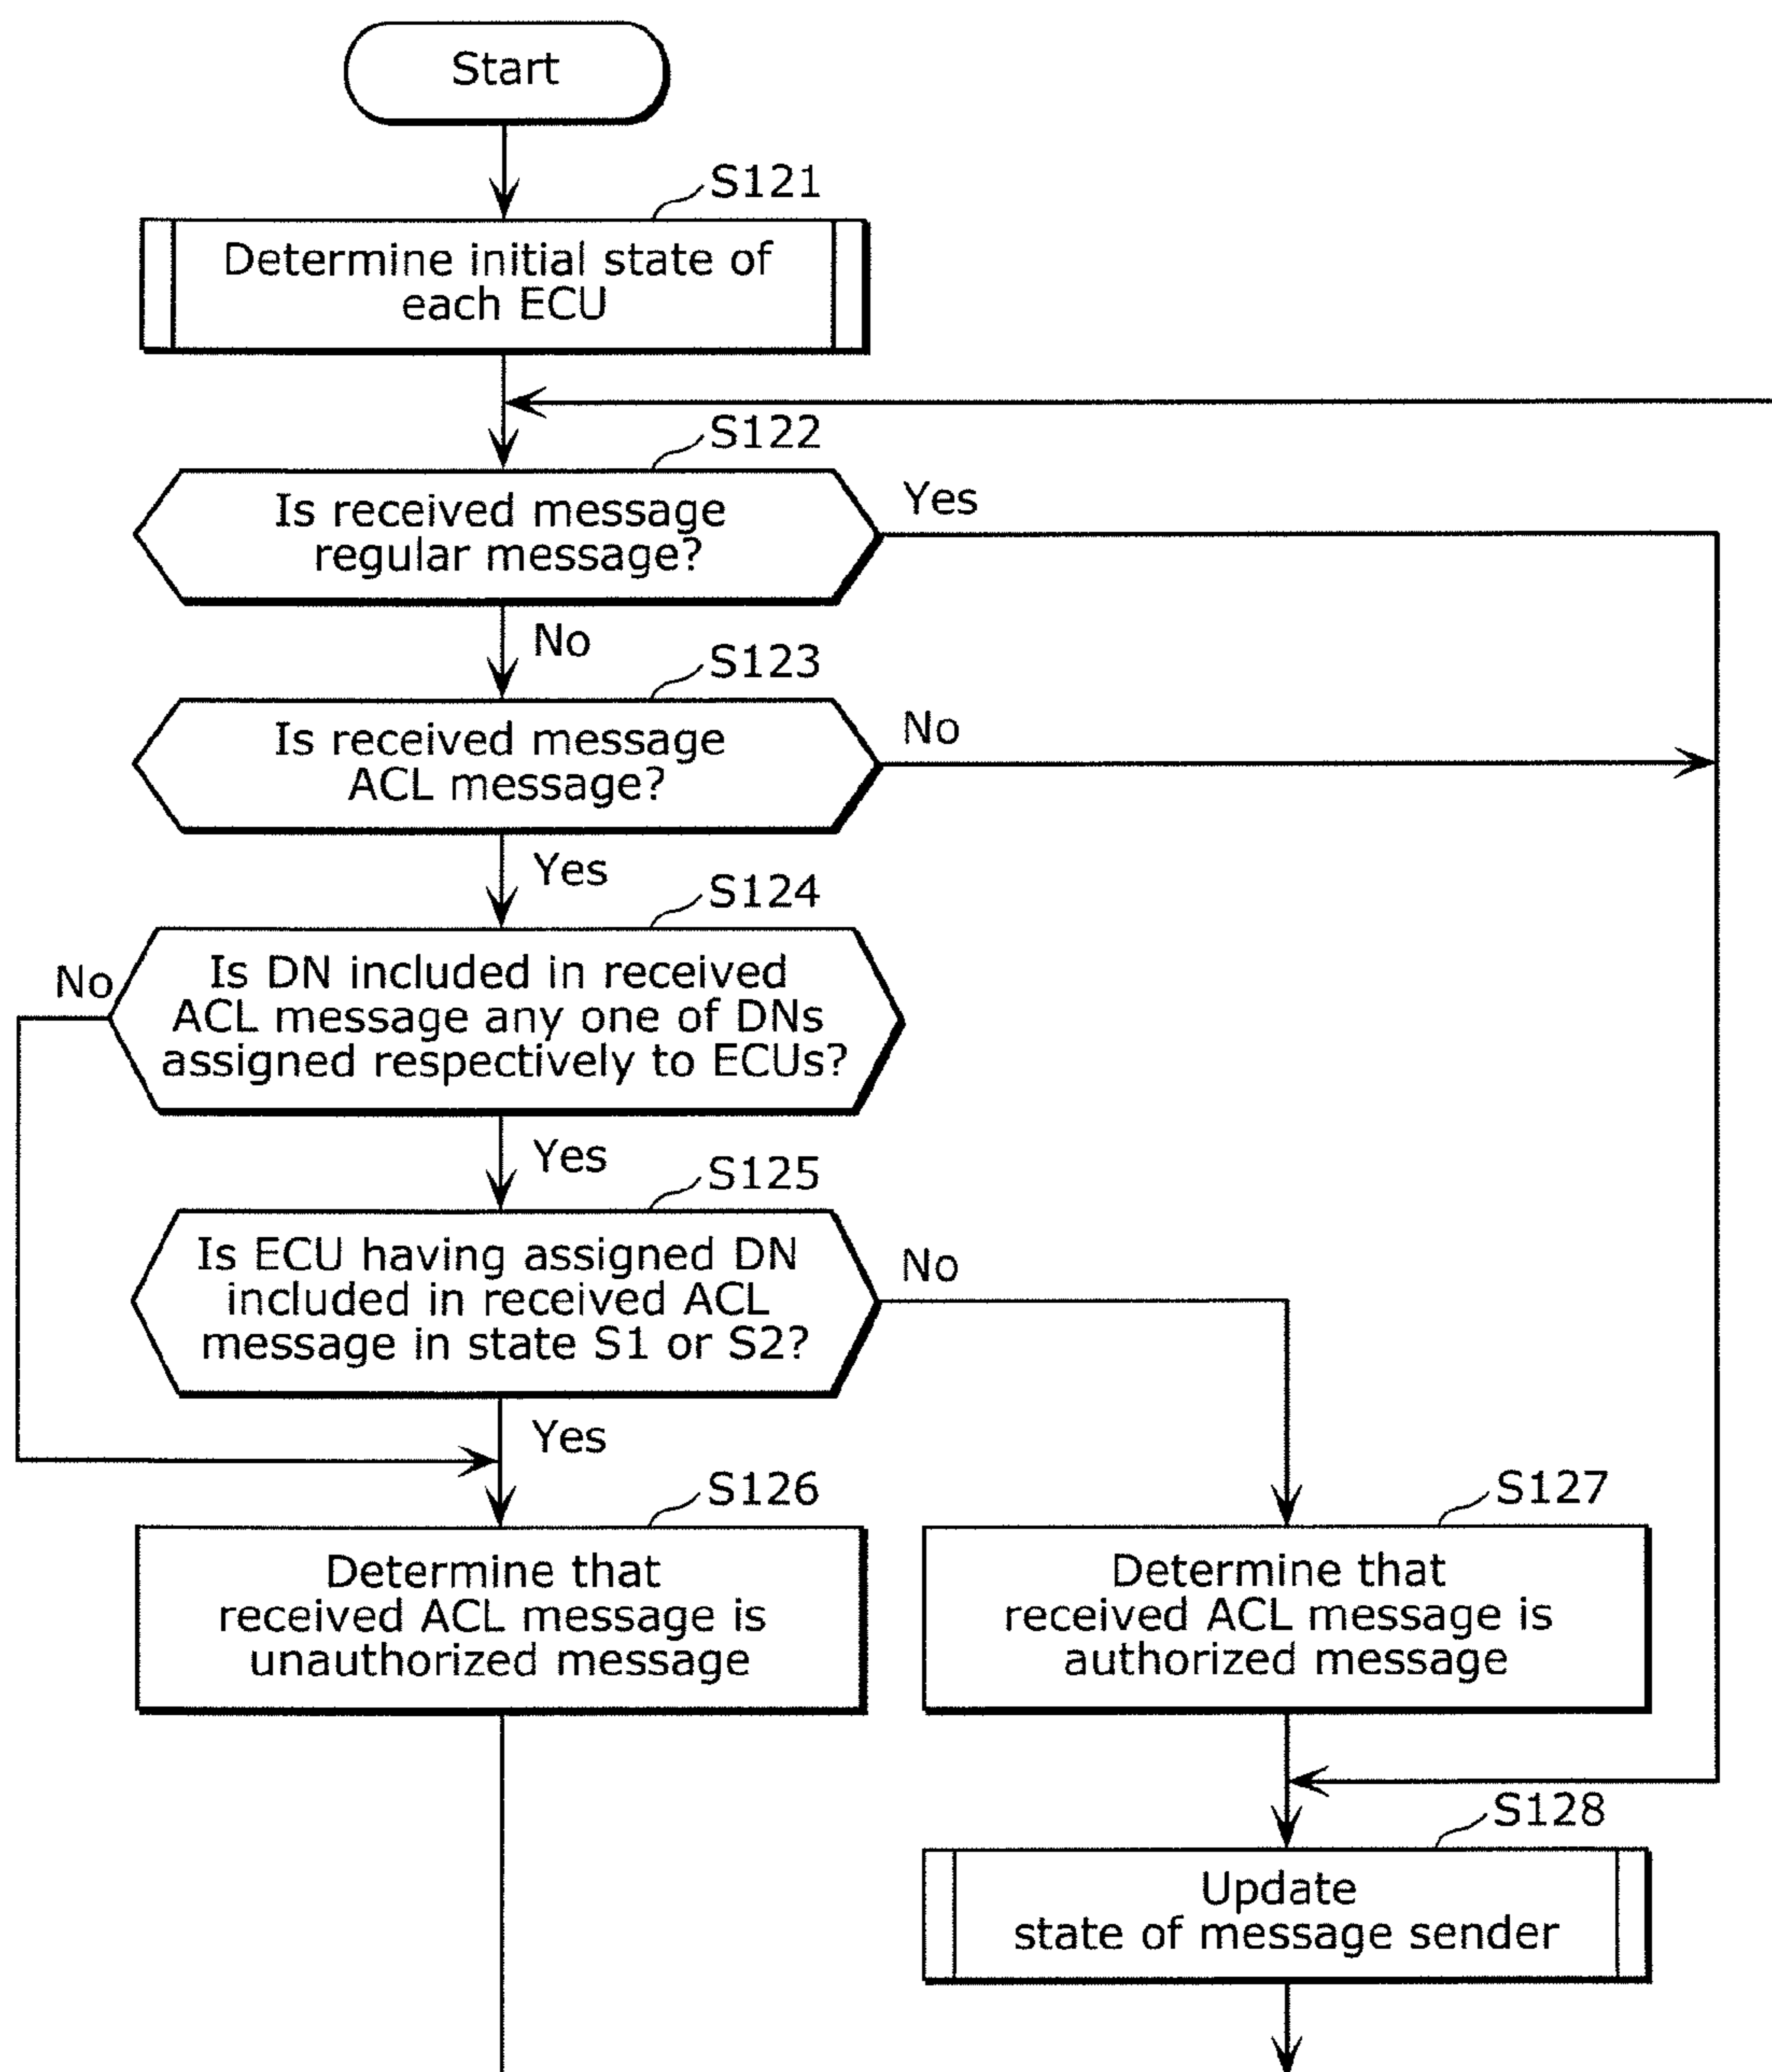 Start
S121
Determine initial state of
each ECU
S122
Is received message
regular message?
Yes
No
S123
Is received message
ACL message?
No
Yes
S124
Is DN included in received
ACL message any one of DNs
assigned respectively to ECUs?
No
Yes
S125
Is ECU having assigned DN
included in received ACL
message in state S1 or S2?
No
Yes
S126
Determine that
received ACL message is
unauthorized message
S127
Determine that
received ACL message is
authorized message
S128
Update
state of message sender